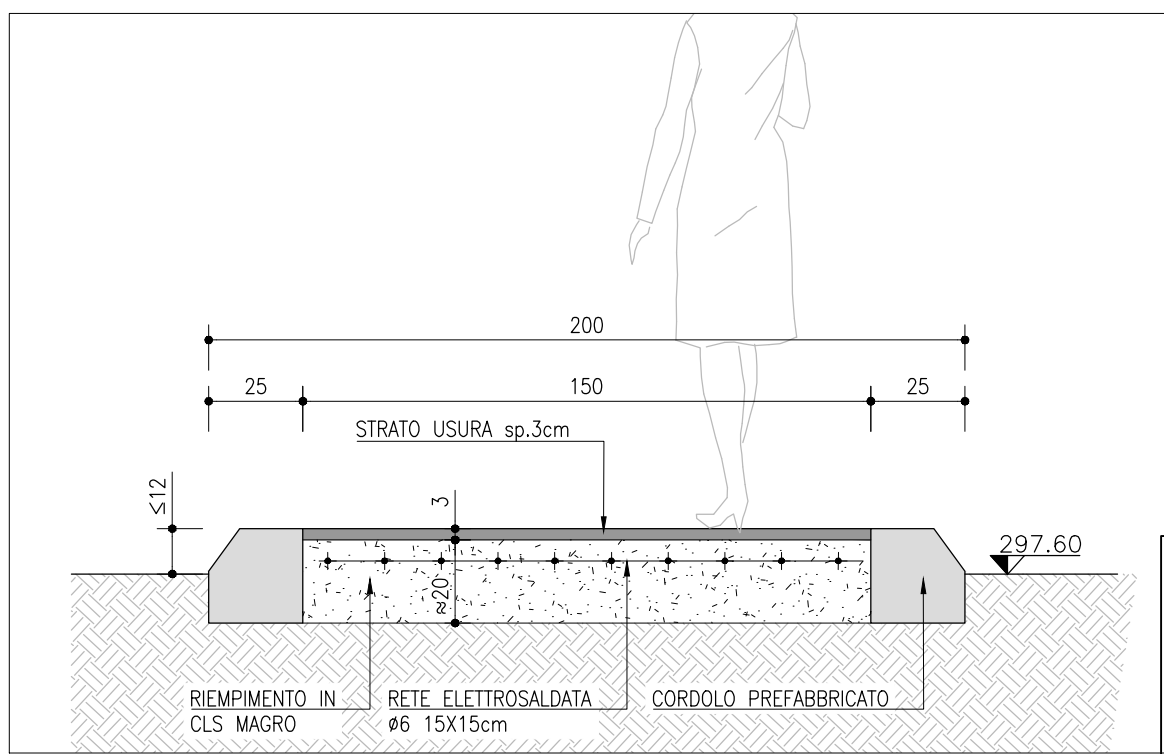 200
25
150
25
STRATO USURA sp.3cm
≤12
3
297.60
≈20
RIEMPIMENTO IN
CLS MAGRO
RETE ELETTROSALDATA
ø6 15X15cm
CORDOLO PREFABBRICATO